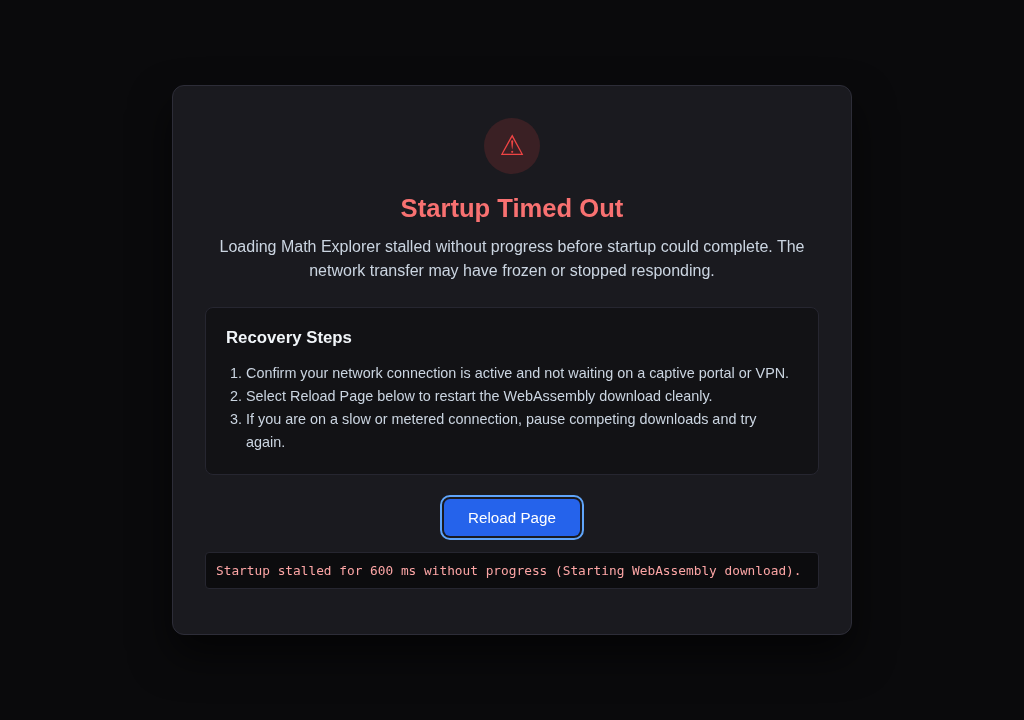 Startup Timed Out
Loading Math Explorer stalled without progress before startup could complete. The
network transfer may have frozen or stopped responding.
Recovery Steps
1. Confirm your network connection is active and not waiting on a captive portal or VPN.
2. Select Reload Page below to restart the WebAssembly download cleanly.
3. If you are on a slow or metered connection, pause competing downloads and try
again.
Reload Page
Startup stalled for 600 ms without progress (Starting WebAssembly download).